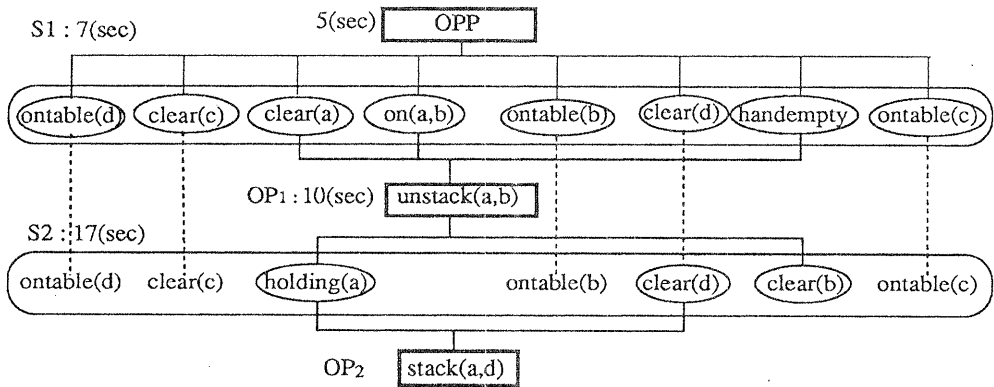 S1 : 7(sec)
5(sec) OPP
ontable(d) clear(c) clear(a) on(a,b) ontable(b) clear(d) handempty ontable(c)
OP1 : 10(sec) unstack(a,b)
S2 : 17(sec)
ontable(d) clear(c) holding(a) ontable(b) clear(d) clear(b) ontable(c)
OP2 stack(a,d)